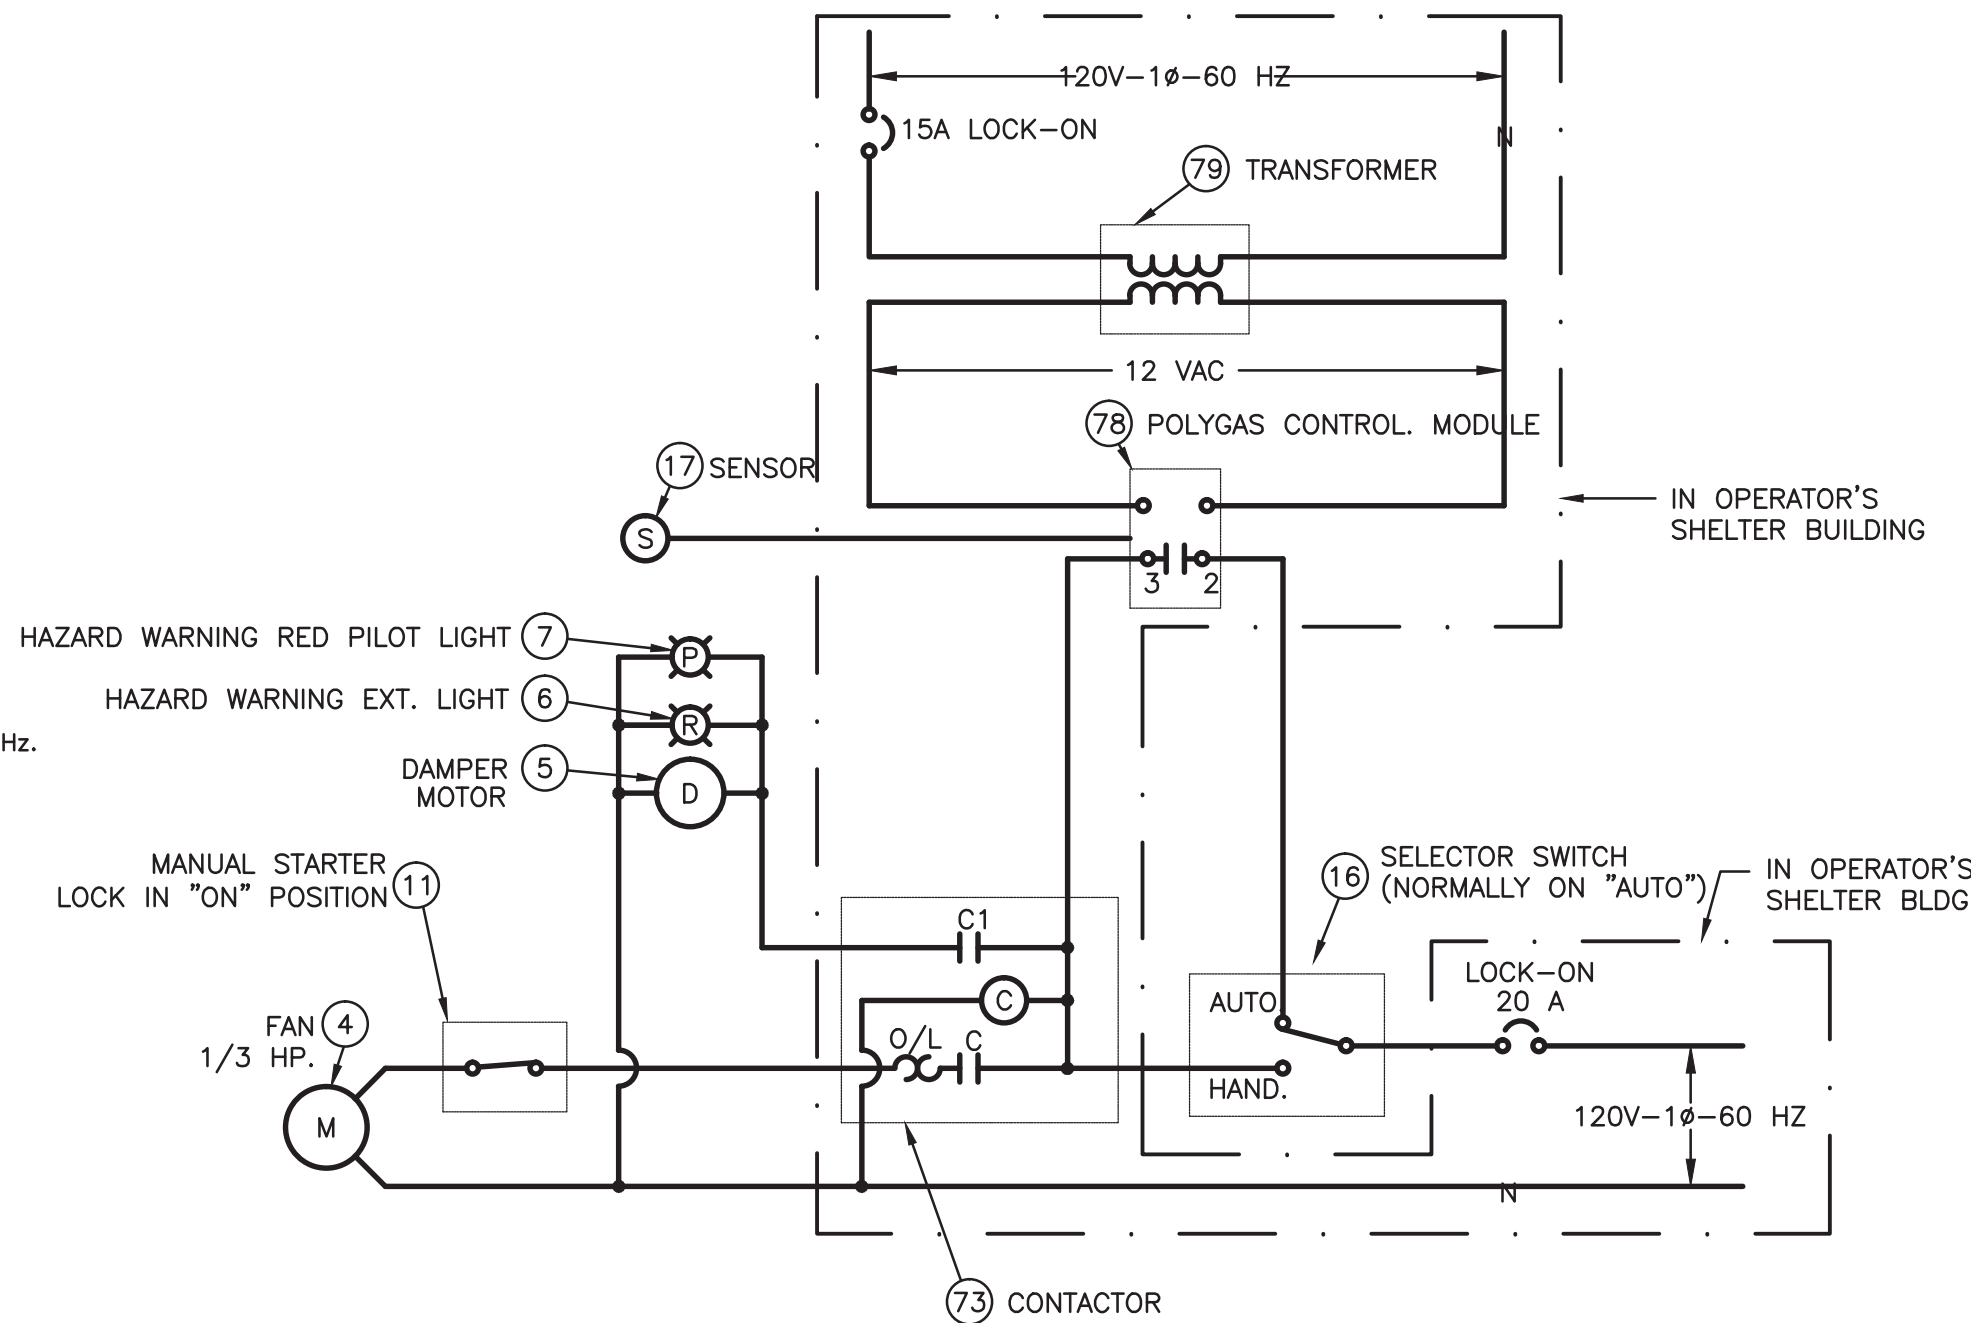 120V-1ø-60 HZ
15A LOCK-ON
N
79 TRANSFORMER
12 VAC
78 POLYGAS CONTROL. MODULE
17 SENSOR
S
IN OPERATOR'S
SHELTER BUILDING
3 2
HAZARD WARNING RED PILOT LIGHT 7
P
HAZARD WARNING EXT. LIGHT 6
R
Hz.
DAMPER 5
MOTOR
D
MANUAL STARTER
LOCK IN "ON" POSITION 11
16 SELECTOR SWITCH
(NORMALLY ON "AUTO")
IN OPERATOR'S
SHELTER BLDG
C1
LOCK-ON
20 A
C
AUTO.
FAN 4
1/3 HP.
O/L C
HAND.
M
120V-1ø-60 HZ
N
73 CONTACTOR